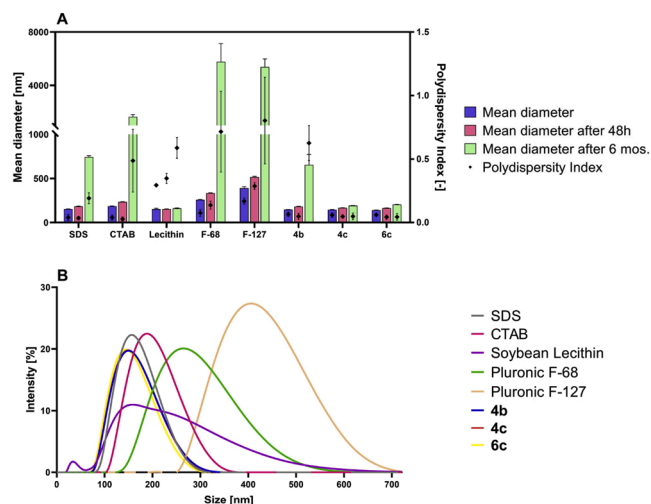 A
8000
4000
1000
500
0
Mean diameter [nm]
1.5
1.0
0.5
0.0
Polydispersity Index [-]
SDS
CTAB
Lecithin
F-68
F-127
4b
4c
6c
Mean diameter
Mean diameter after 48h
Mean diameter after 6 mos.
Polydispersity Index
B
30
20
10
0
Intensity [%]
0
100
200
300
400
500
600
700
Size [nm]
SDS
CTAB
Soybean Lecithin
Pluronic F-68
Pluronic F-127
4b
4c
6c